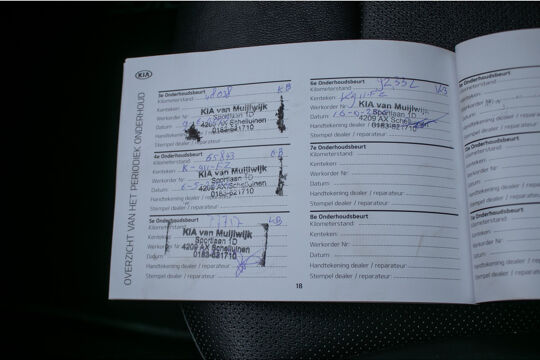 KIA
OVERZICHT VAN HET PERIODIEK ONDERHOUD
3e Onderhoudsbeurt
Kilometerstand 48038 KB
Kenteken
KIA van Muijlwijk
Werkorder Nr
Sportlaan 1D
Datum
4209 AX Schelluinen
Handtekening dealer / reparateur
0183-621710
Stempel dealer / reparateur
4e Onderhoudsbeurt
Kilometerstand
Kenteken
KIA van Muijlwijk
Werkorder Nr
Sportlaan 1D
Datum
4209 AX Schelluinen
Handtekening dealer / reparateur
0183-621710
Stempel dealer / reparateur
5e Onderhoudsbeurt
Kilometerstand
Kenteken
KIA van Muijlwijk
Werkorder Nr
Sportlaan 1D
Datum
4209 AX Schelluinen
0183-621710
Handtekening dealer / reparateur
Stempel dealer / reparateur
6e Onderhoudsbeurt
Kilometerstand 92332
Kenteken
KIA van Muijlwijk
Werkorder Nr
Sportlaan 1D
Datum
4209 AX Schelluinen
Handtekening dealer / reparateur
0183-621710
Stempel dealer / reparateur
7e Onderhoudsbeurt
Kilometerstand
Kenteken
Werkorder Nr
Datum
Handtekening dealer / reparateur
Stempel dealer / reparateur
8e Onderhoudsbeurt
Kilometerstand
Kenteken
Werkorder Nr
Datum
Handtekening dealer / reparateur
Stempel dealer / reparateur
18